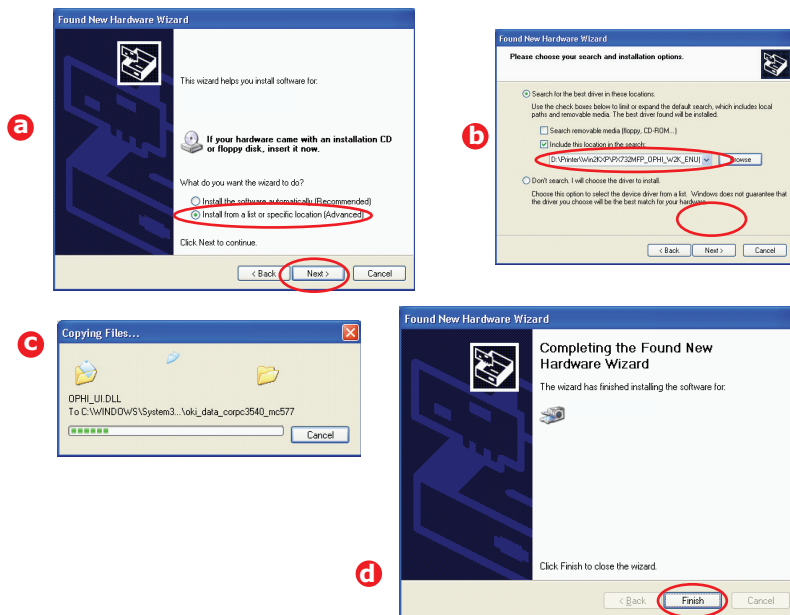 a
Found New Hardware Wizard
This wizard helps you install software for:
If your hardware came with an installation CD
or floppy disk, insert it now.
What do you want the wizard to do?
Install the software automatically (Recommended)
Install from a list or specific location (Advanced)
Click Next to continue.
< Back
Next >
Cancel
b
Found New Hardware Wizard
Please choose your search and installation options.
Search for the best driver in these locations.
Use the check boxes below to limit or expand the default search, which includes local
paths and removable media. The best driver found will be installed.
Search removable media (floppy, CD-ROM...)
Include this location in the search:
D:\Printer\Win2KXP\PX732MFP_OPHI_W2K_ENU\
Browse
Don't search. I will choose the driver to install.
Choose this option to select the device driver from a list. Windows does not guarantee that
the driver you choose will be the best match for your hardware.
< Back
Next >
Cancel
c
Copying Files...
OPHI_UI.DLL
To C:\WINDOWS\System3...\oki_data_corpc3540_mc577
Cancel
d
Found New Hardware Wizard
Completing the Found New
Hardware Wizard
The wizard has finished installing the software for:
Click Finish to close the wizard.
< Back
Finish
Cancel